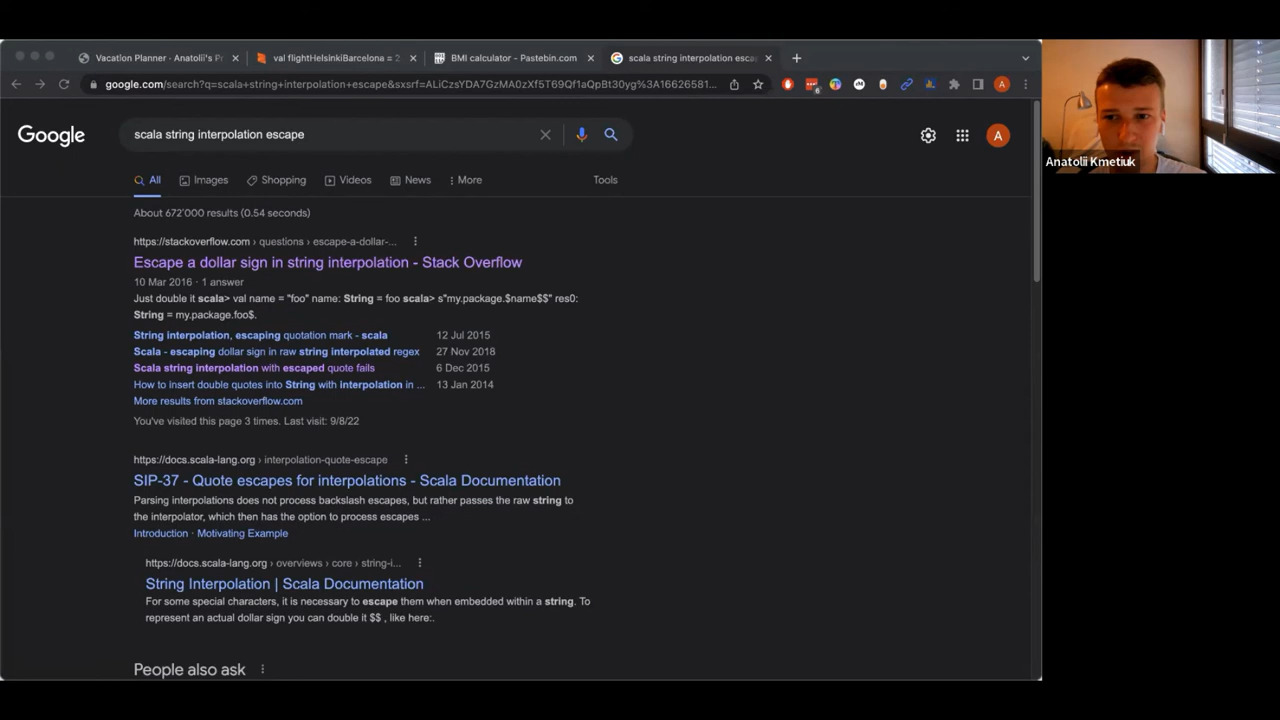 Vacation Planner - Anatolii's P
val flightHelsinkiBarcelona = 2
BMI calculator - Pastebin.com
scala string interpolation esca
google.com/search?q=scala+string+interpolation+escape&sxsrf=ALiCzsYDA7GzMA0zXf5T69Qf1aQpBt30yg%3A16626581...
6
A
Google
scala string interpolation escape
A
All
Images
Shopping
Videos
News
More
Tools
About 672'000 results (0.54 seconds)
https://stackoverflow.com › questions › escape-a-dollar-...
Escape a dollar sign in string interpolation - Stack Overflow
10 Mar 2016 · 1 answer
Just double it scala> val name = "foo" name: String = foo scala> s"my.package.$name$$" res0:
String = my.package.foo$.
String interpolation, escaping quotation mark - scala 12 Jul 2015
Scala - escaping dollar sign in raw string interpolated regex 27 Nov 2018
Scala string interpolation with escaped quote fails 6 Dec 2015
How to insert double quotes into String with interpolation in ... 13 Jan 2014
More results from stackoverflow.com
You've visited this page 3 times. Last visit: 9/8/22
https://docs.scala-lang.org › interpolation-quote-escape
SIP-37 - Quote escapes for interpolations - Scala Documentation
Parsing interpolations does not process backslash escapes, but rather passes the raw string to
the interpolator, which then has the option to process escapes ...
Introduction · Motivating Example
https://docs.scala-lang.org › overviews › core › string-i...
String Interpolation | Scala Documentation
For some special characters, it is necessary to escape them when embedded within a string. To
represent an actual dollar sign you can double it $$ , like here:.
People also ask
Anatolii Kmetiuk